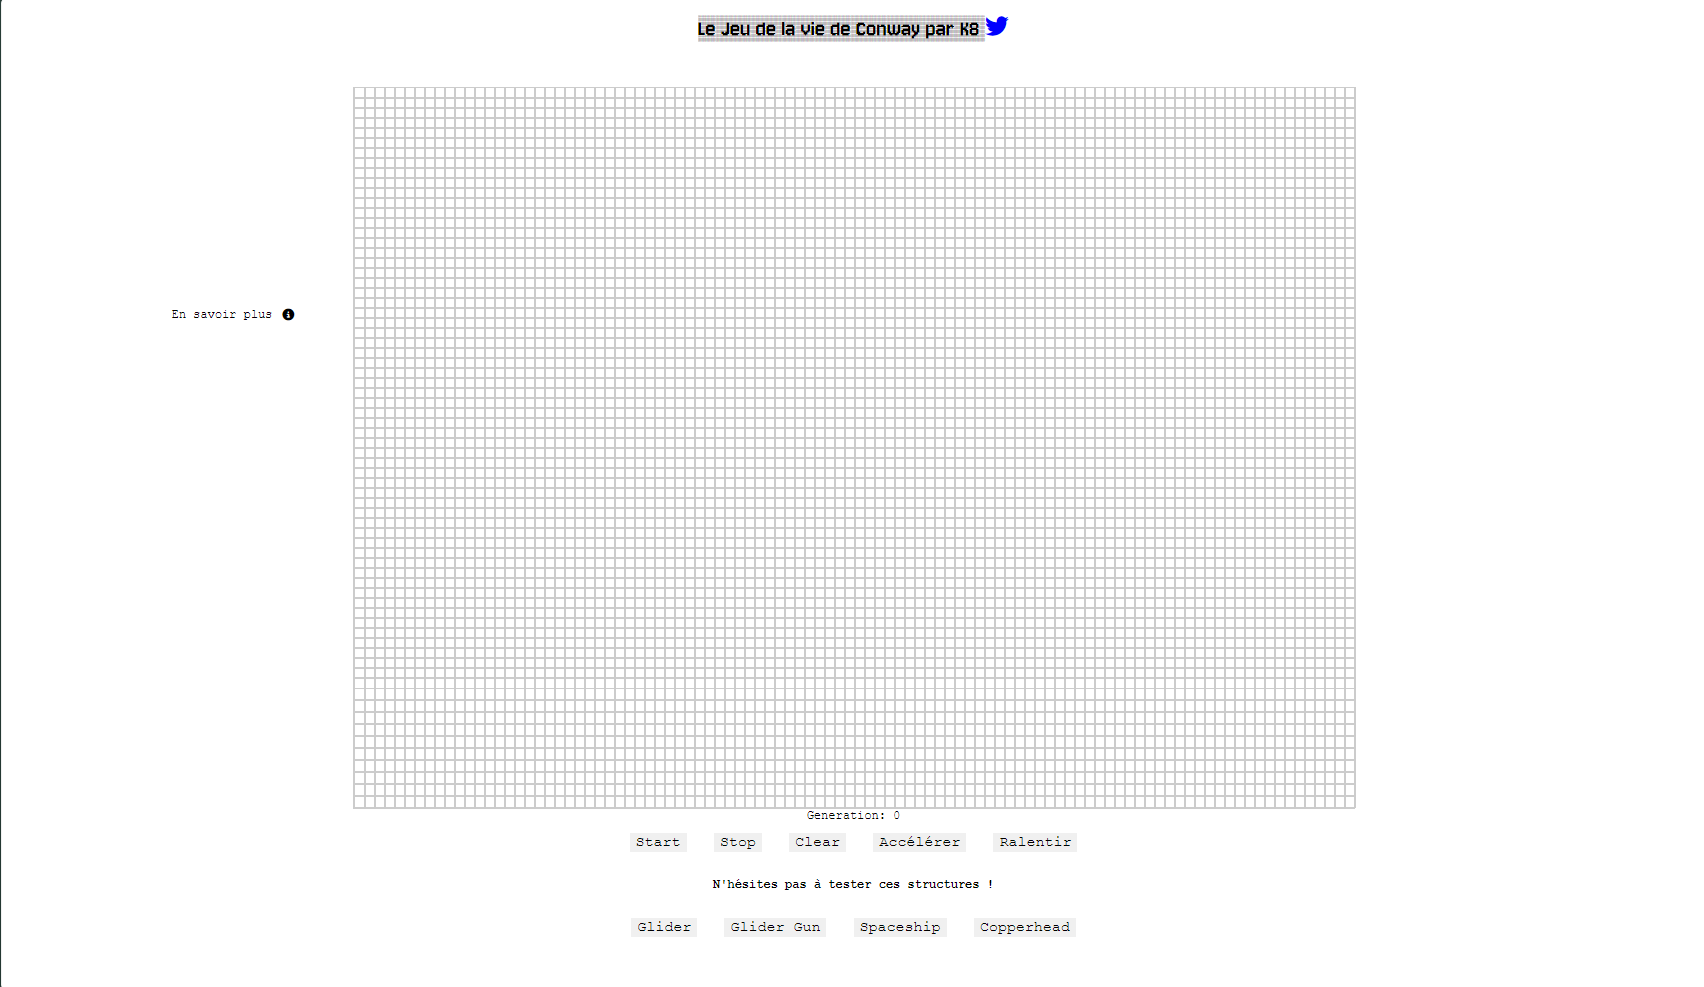 Le Jeu de la vie de Conway par K8
En savoir plus
Generation: 0
Start Stop Clear Accélérer Ralentir
N'hésites pas à tester ces structures !
Glider Glider Gun Spaceship Copperhead